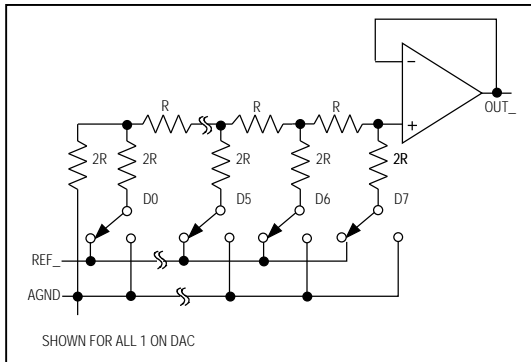 −
+
OUT_
R R R
2R 2R 2R 2R 2R
D0 D5 D6 D7
REF_
AGND
SHOWN FOR ALL 1 ON DAC